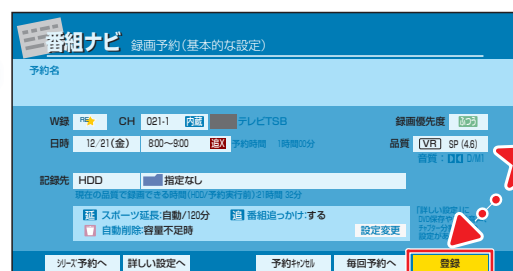 番組ナビ 録画予約(基本的な設定)
予約名
W録 RE CH 021-1 内蔵 テレビTSB 録画優先度 ふつう
日時 12/21(金) 8:00~9:00 追X 予約時間 1時間00分 品質 VR SP (4.6)
音質: D/M1
記録先 HDD 指定なし
現在の品質で録画できる時間(HDD/予約実行前):21時間 32分
延 スポーツ延長:自動/120分 追 番組追っかけ:する
自動削除:容量不足時 設定変更
「詳しい設定」に
シリーズ予約へ 詳しい設定へ 予約キャンセル 毎回予約へ 登録